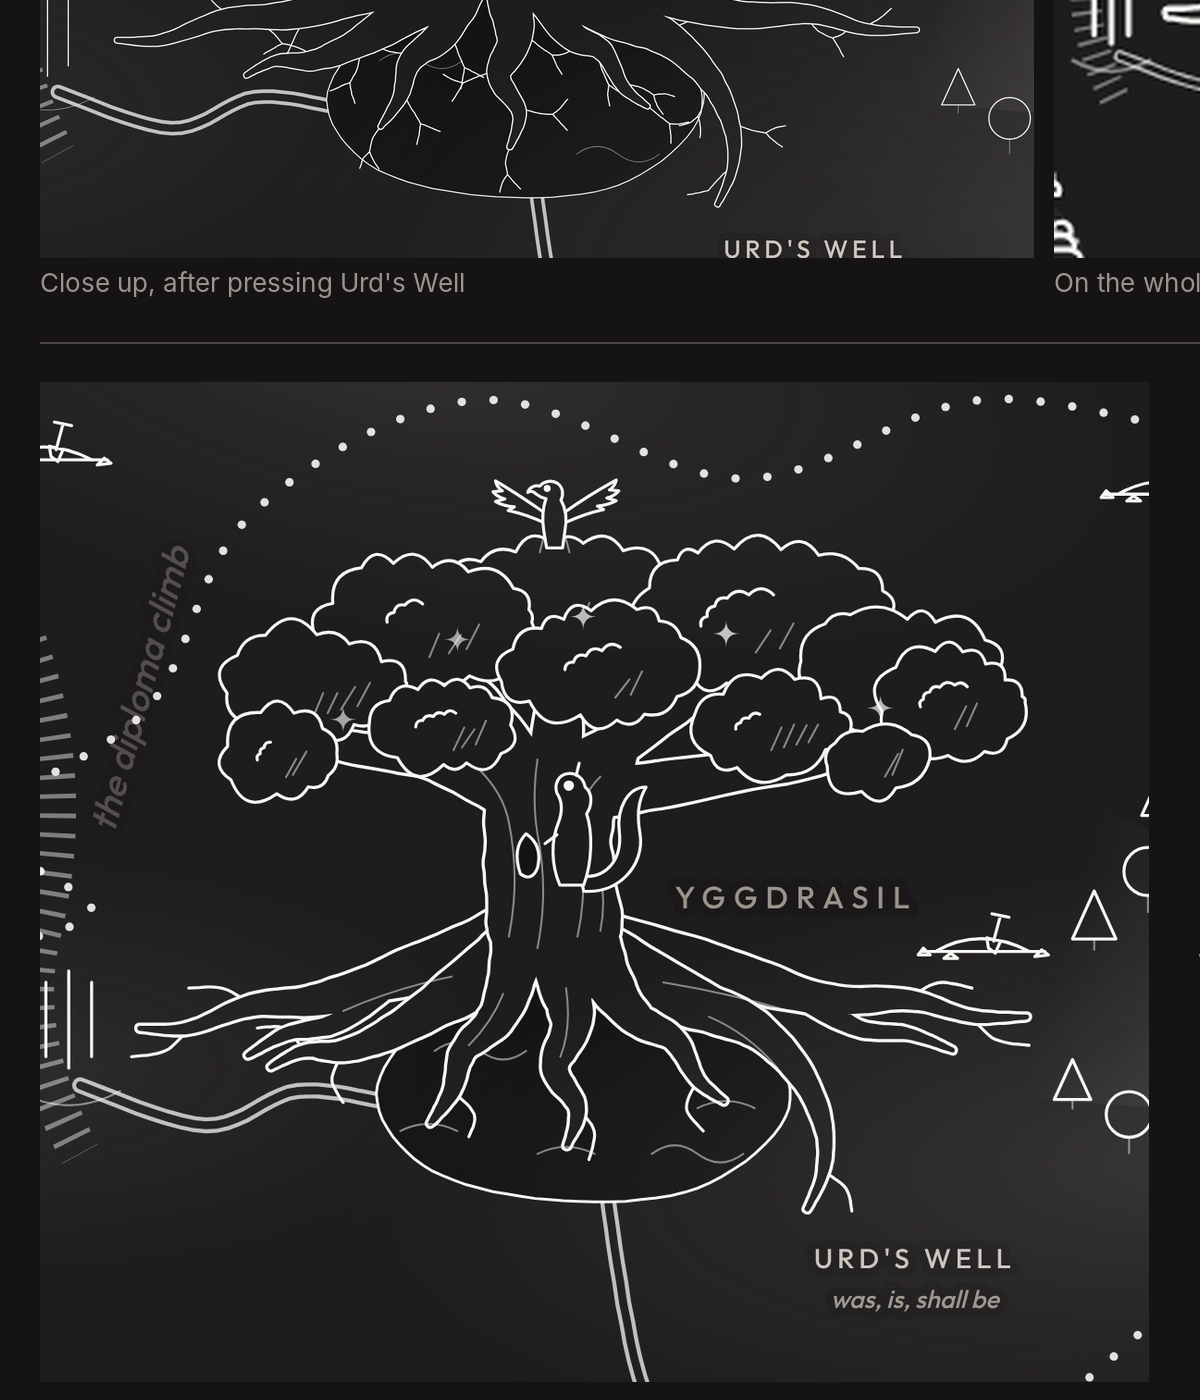 URD'S WELL
Close up, after pressing Urd's Well
On the whol
the diploma climb
YGGDRASIL
URD'S WELL
was, is, shall be